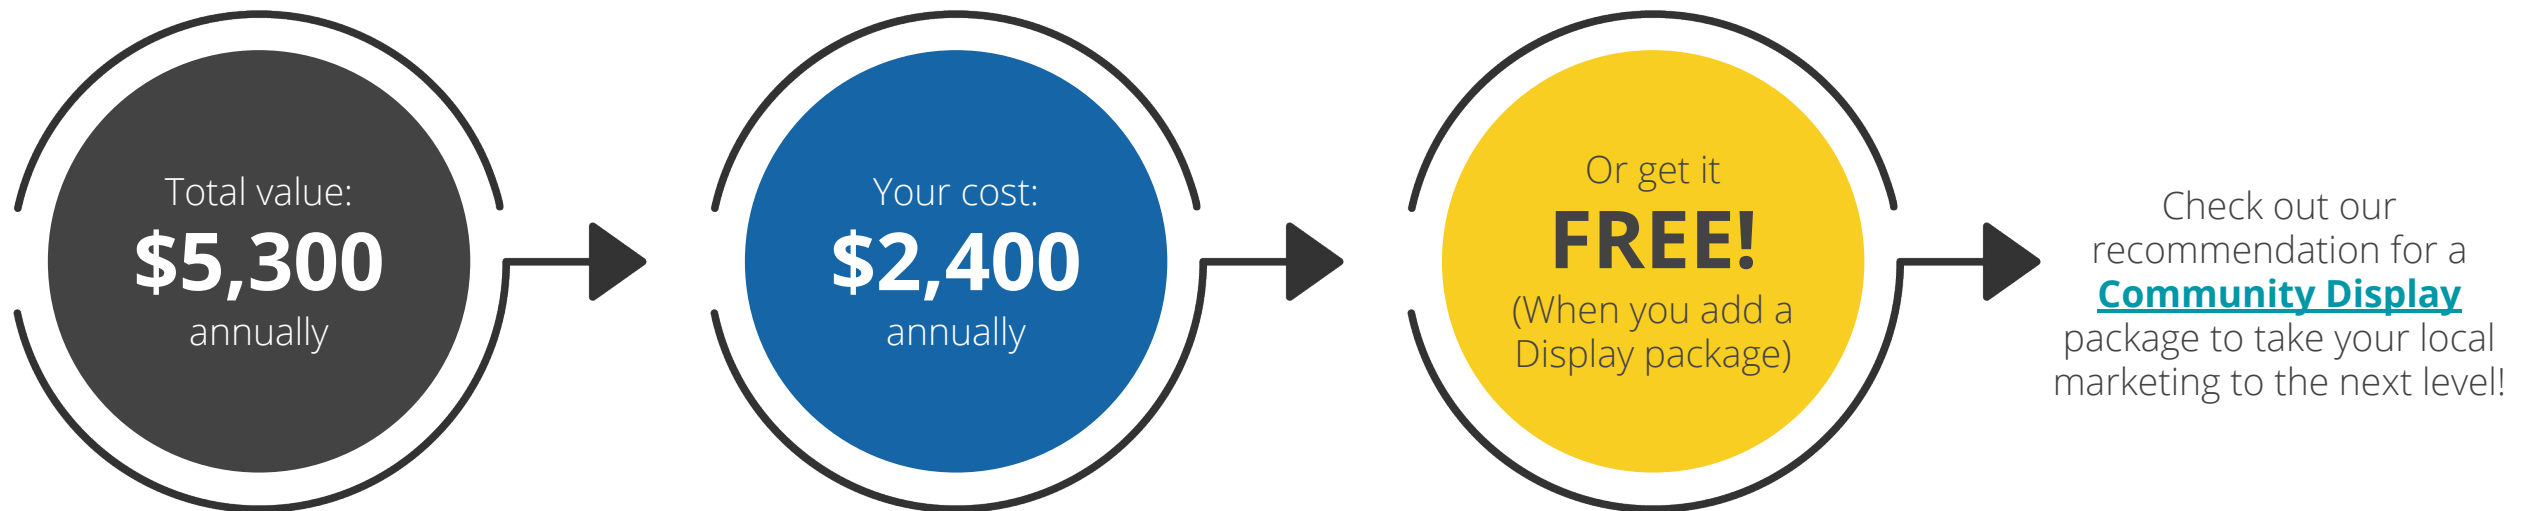 Total value:
$5,300
annually
Your cost:
$2,400
annually
Or get it
FREE!
(When you add a
Display package)
Check out our
recommendation for a
Community Display
package to take your local
marketing to the next level!